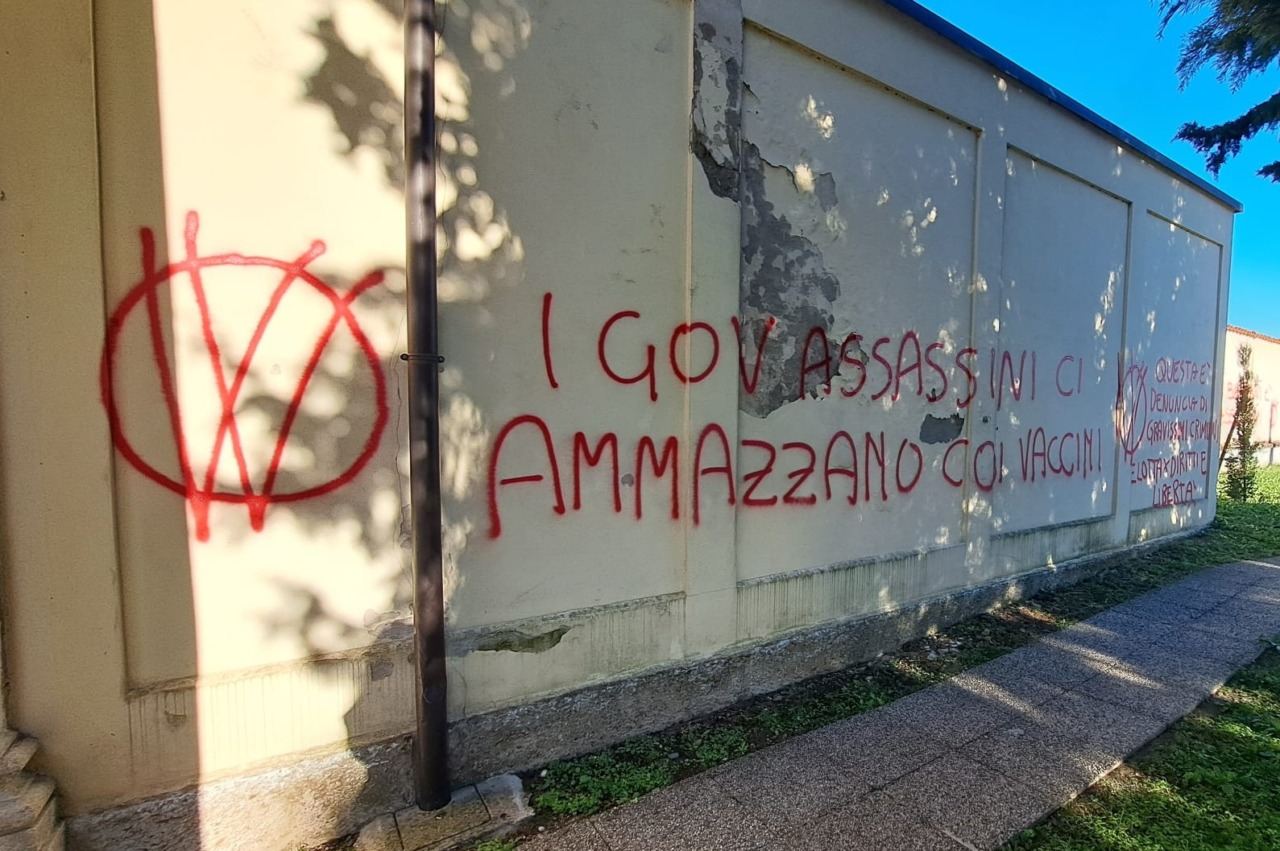 I GOV ASSASSINI CI
AMMAZZANO COI VACCINI
QUESTA E'
DENUNCIA DI
GRAVISSIMI CRIMINI
E LOTTA X DIRITTI E
LIBERTA'